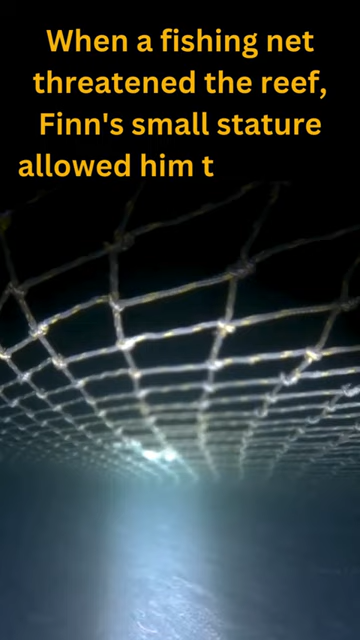 When a fishing net
threatened the reef,
Finn's small stature
allowed him t